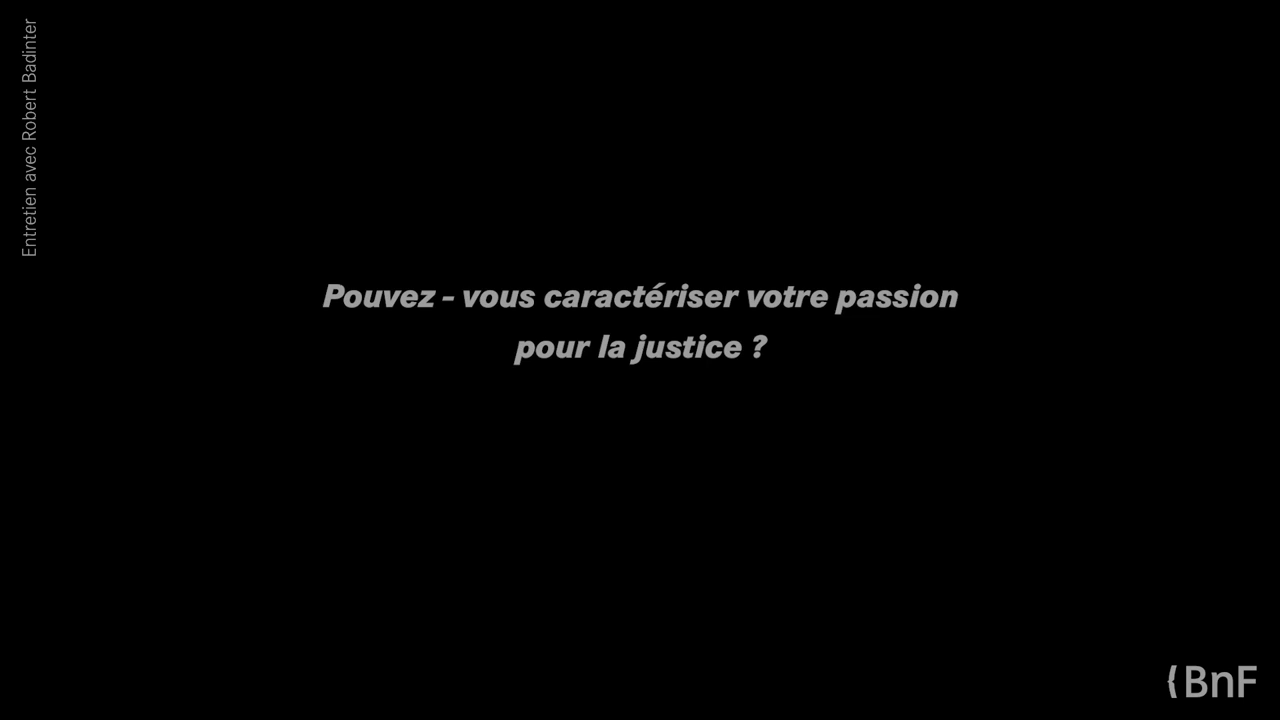 Entretien avec Robert Badinter
Pouvez - vous caractériser votre passion
pour la justice ?
{BnF